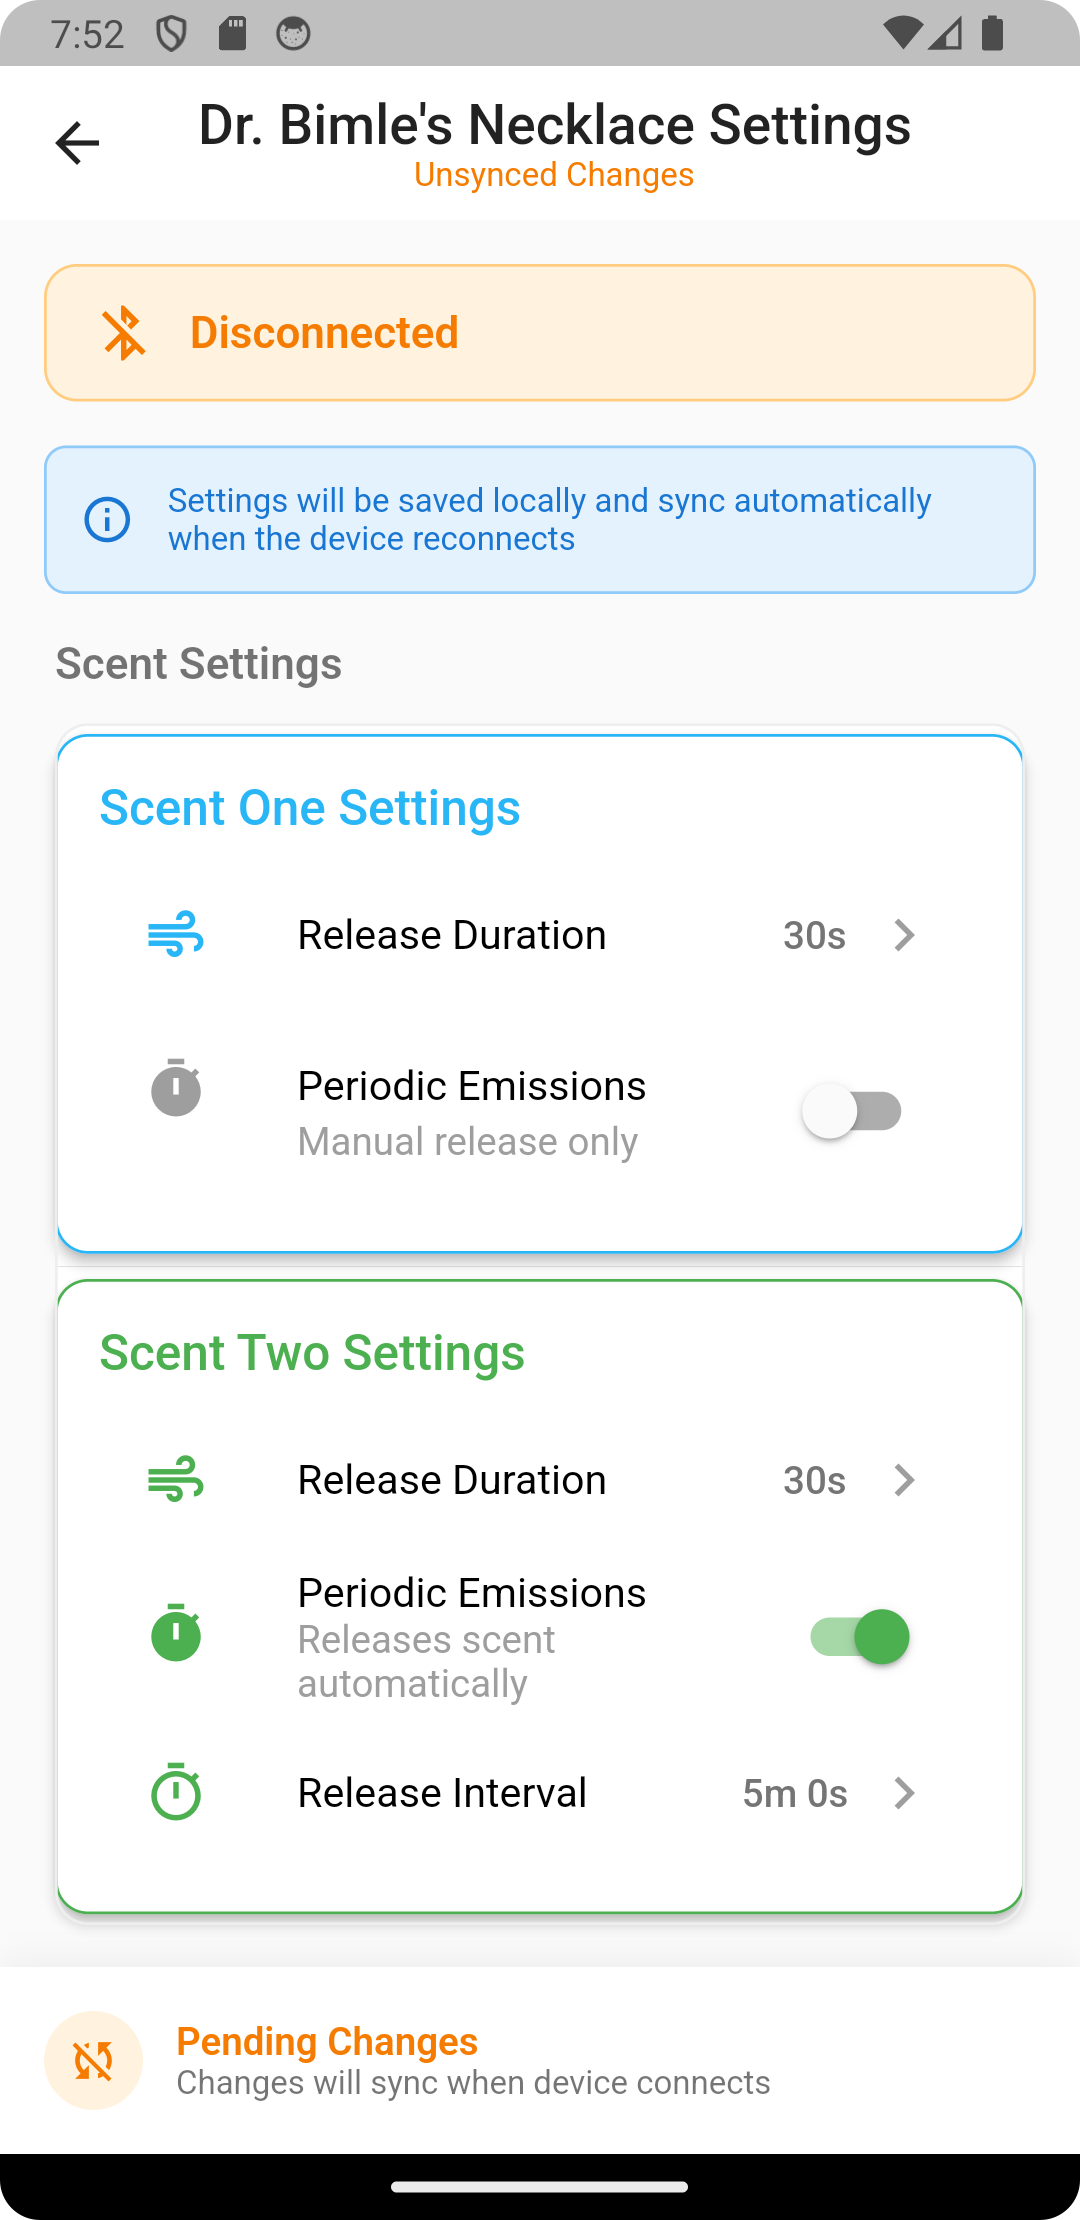 7:52
Dr. Bimle's Necklace Settings
Unsynced Changes
Disconnected
Settings will be saved locally and sync automatically
when the device reconnects
Scent Settings
Scent One Settings
Release Duration 30s
Periodic Emissions
Manual release only
Scent Two Settings
Release Duration 30s
Periodic Emissions
Releases scent
automatically
Release Interval 5m 0s
Pending Changes
Changes will sync when device connects